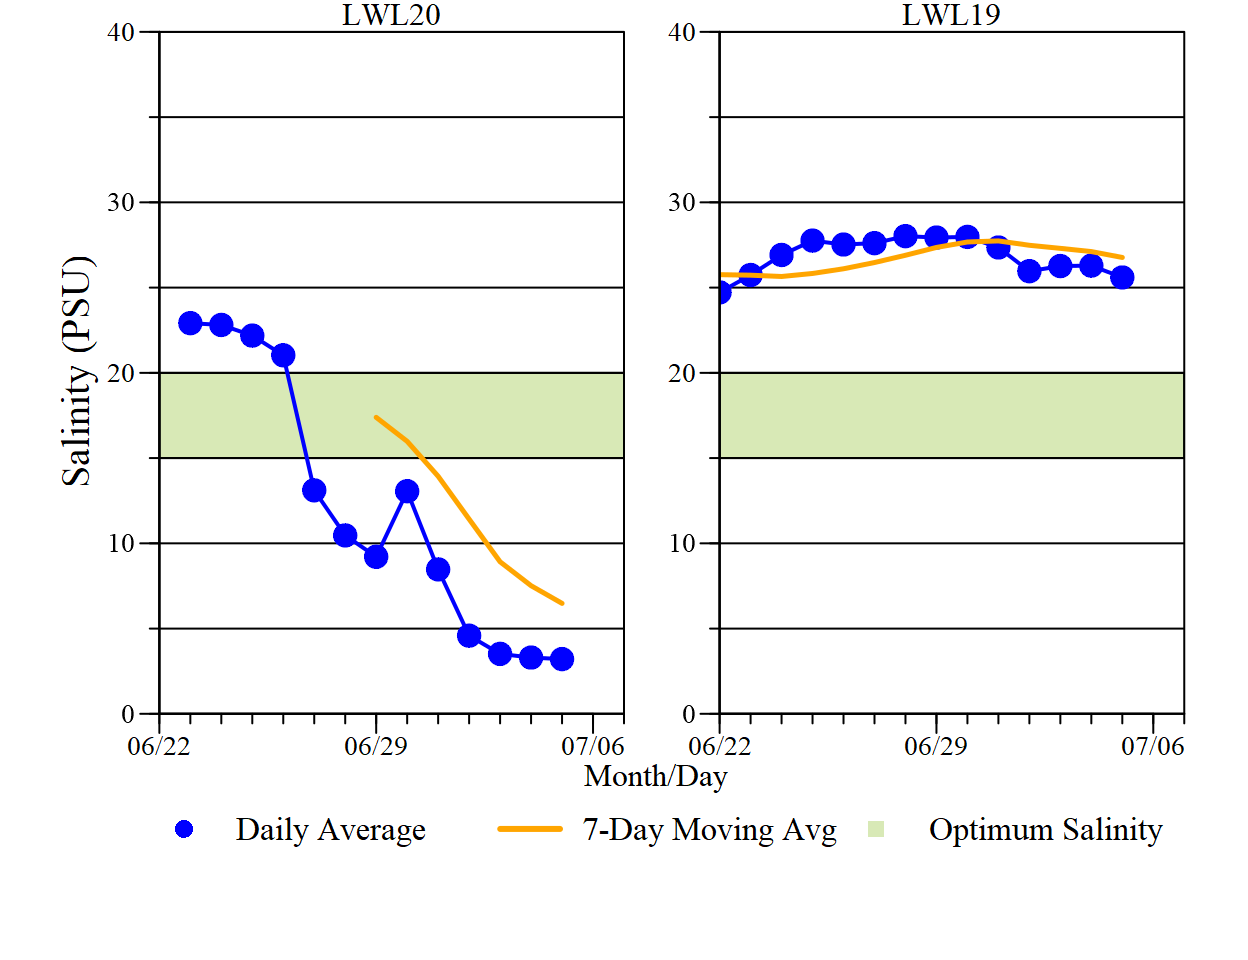 LWL20
LWL19
40
30
20
10
0
40
30
20
10
0
Salinity (PSU)
06/22
06/29
07/06
06/22
06/29
07/06
Month/Day
Daily Average
7-Day Moving Avg
Optimum Salinity